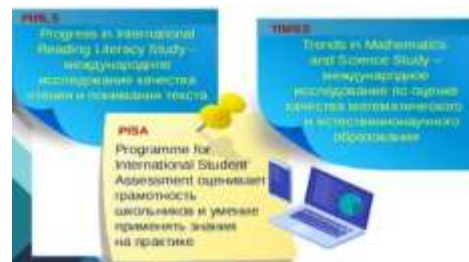 PIRLS
Progress in International
Reading Literacy Study –
международное
исследование качества
чтения и понимания текста
TIMSS
Trends in Mathematics
and Science Study –
международное
исследование по оценке
качества математического
и естественнонаучного
образования
PISA
Programme for
International Student
Assessment оценивает
грамотность
школьников и умение
применять знания
на практике